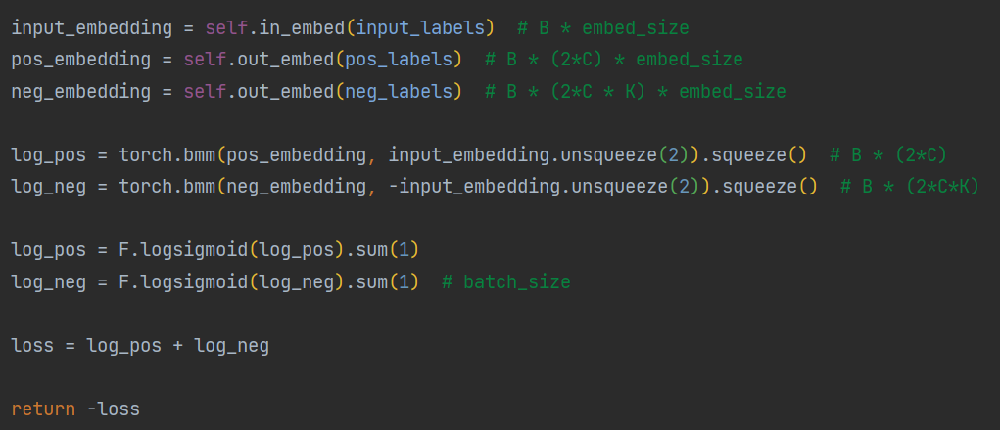 input_embedding = self.in_embed(input_labels)  # B * embed_size
pos_embedding = self.out_embed(pos_labels)  # B * (2*C) * embed_size
neg_embedding = self.out_embed(neg_labels)  # B * (2*C * K) * embed_size
log_pos = torch.bmm(pos_embedding, input_embedding.unsqueeze(2)).squeeze()  # B * (2*C)
log_neg = torch.bmm(neg_embedding, -input_embedding.unsqueeze(2)).squeeze()  # B * (2*C*K)
log_pos = F.logsigmoid(log_pos).sum(1)
log_neg = F.logsigmoid(log_neg).sum(1)  # batch_size
loss = log_pos + log_neg
return -loss